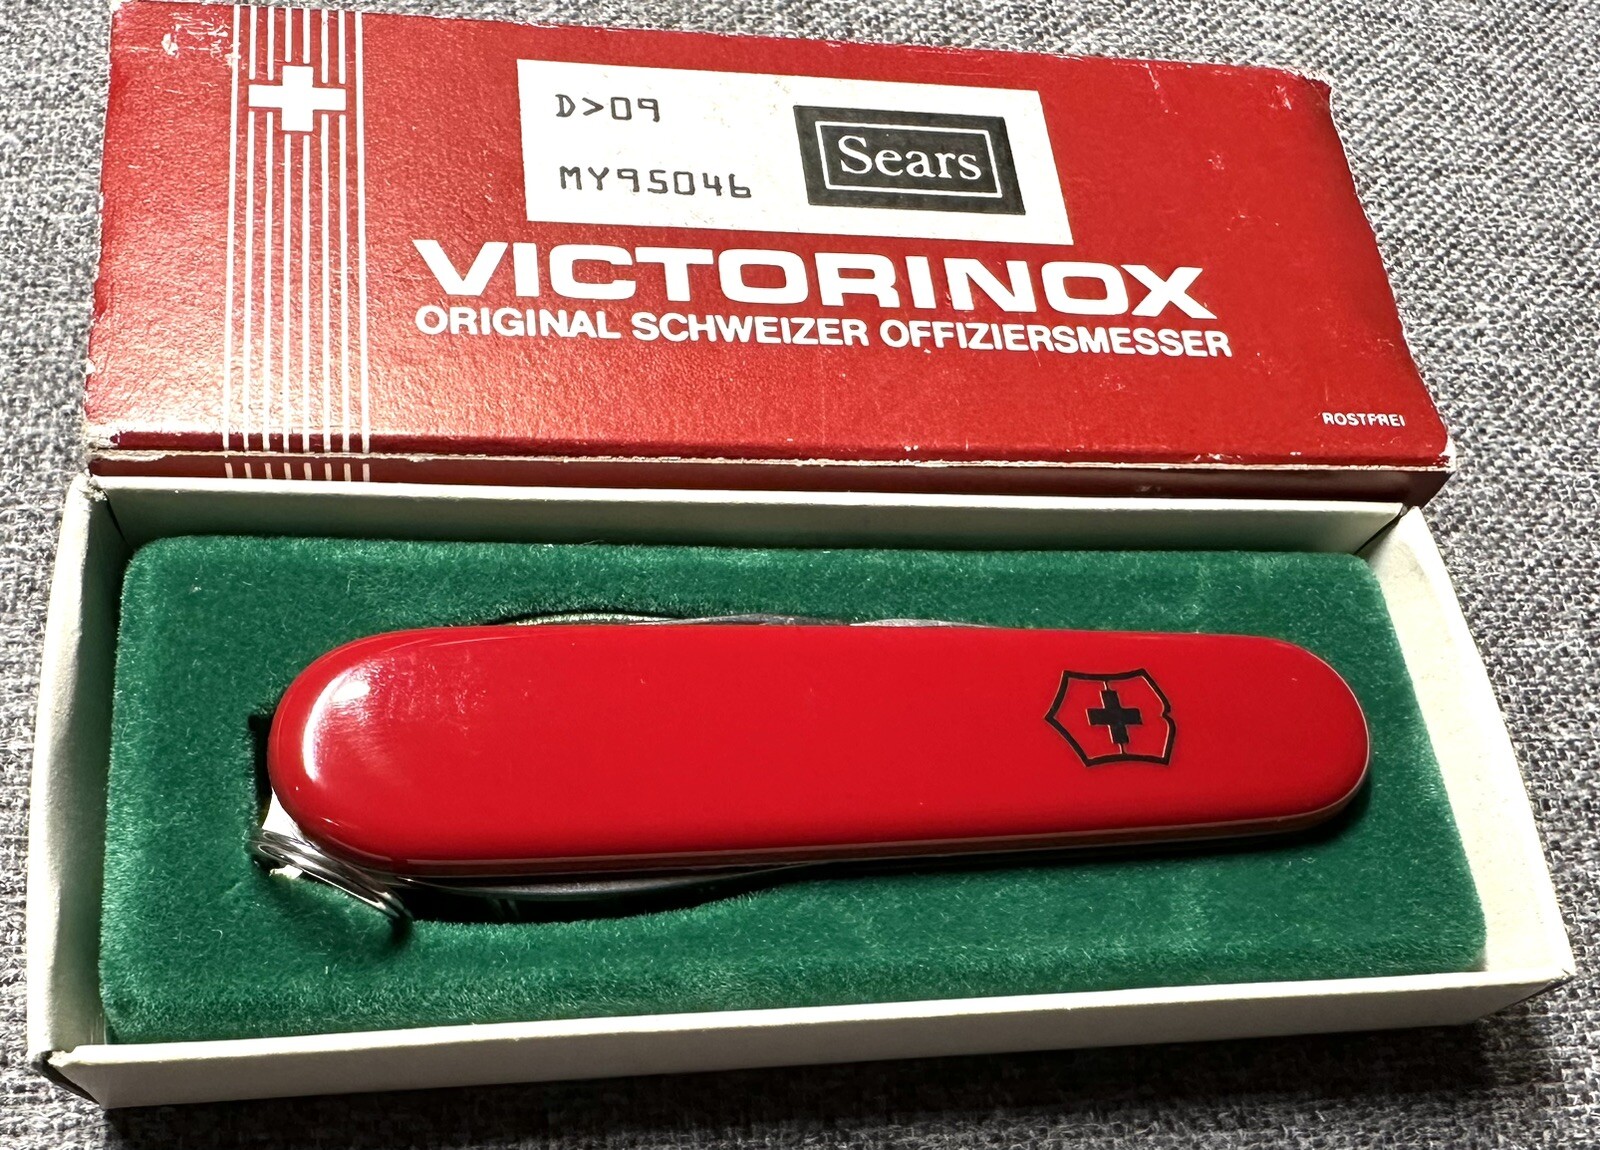 D>09
MY95046
Sears
VICTORINOX
ORIGINAL SCHWEIZER OFFIZIERSMESSER
ROSTFREI